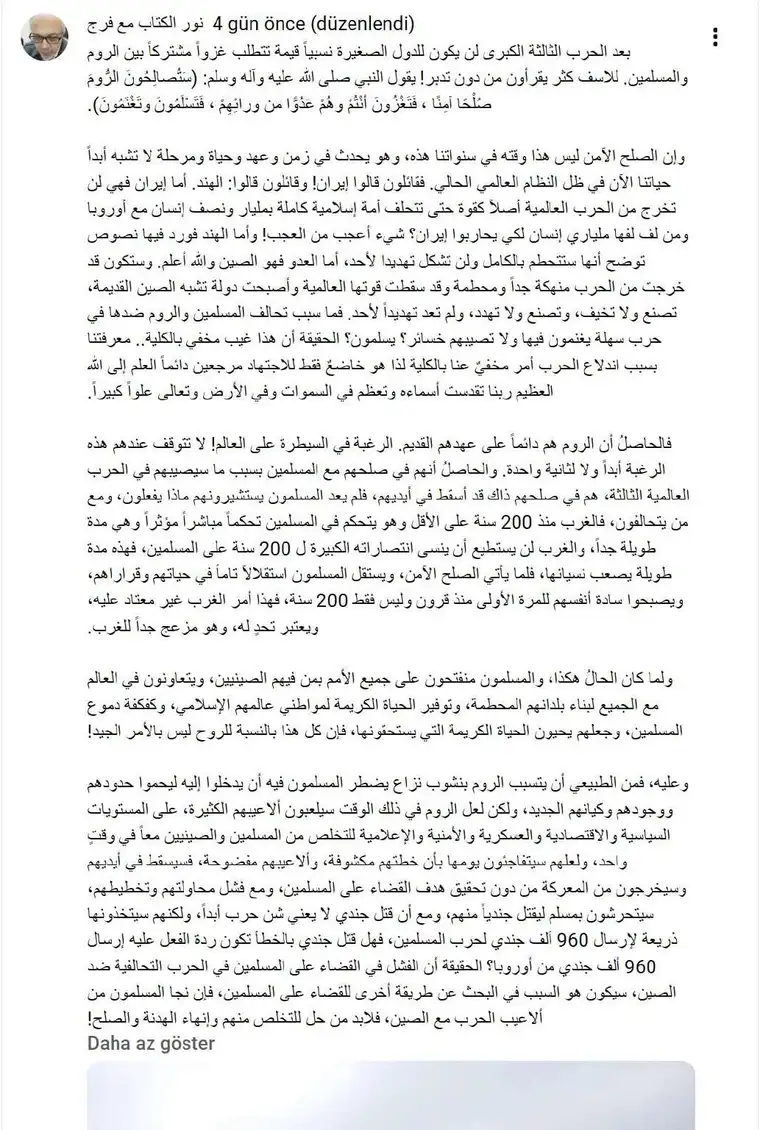 نور الكتاب مع فرج 4 gün önce (düzenlendi)
بعد الحرب الثالثة الكبرى لن يكون للدول الصغيرة نسبياً قيمة تتطلب غزواً مشتركاً بين الروم
والمسلمين. للاسف كثر يقرأون من دون تدبر! يقول النبي صلى الله عليه وآله وسلم: (سَتُصالِحُونَ الرُّومَ
صُلْحًا آمِنًا ، فَتَغْزُونَ أنْتُمْ وهُمْ عَدُوًّا من ورائِهِمْ ، فَتَسْلَمُونَ وتَغْنَمُونَ).
وإن الصلح الآمن ليس هذا وقته في سنواتنا هذه، وهو يحدث في زمن وعهد وحياة ومرحلة لا تشبه أبداً
حياتنا الآن في ظل النظام العالمي الحالي. فقائلون قالوا إيران! وقائلون قالوا: الهند. أما إيران فهي لن
تخرج من الحرب العالمية أصلاً كقوة حتى تتحلف أمة إسلامية كاملة بمليار ونصف إنسان مع أوروبا
ومن لف لفها ملياري إنسان لكي يحاربوا إيران؟ شيء أعجب من العجب! وأما الهند فورد فيها نصوص
توضح أنها ستتحطم بالكامل ولن تشكل تهديدا لأحد، أما العدو فهو الصين والله أعلم. وستكون قد
خرجت من الحرب منهكة جداً ومحطمة وقد سقطت قوتها العالمية وأصبحت دولة تشبه الصين القديمة،
تصنع ولا تخيف، وتصنع ولا تهدد، ولم تعد تهديداً لأحد. فما سبب تحالف المسلمين والروم ضدها في
حرب سهلة يغنمون فيها ولا تصيبهم خسائر؟ يسلمون؟ الحقيقة أن هذا غيب مخفي بالكلية.. معرفتنا
بسبب اندلاع الحرب أمر مخفيٌ عنا بالكلية لذا هو خاضعٌ فقط للاجتهاد مرجعين دائماً العلم إلى الله
العظيم ربنا تقدست أسماءه وتعظم في السموات وفي الأرض وتعالى علواً كبيراً.
فالحاصلُ أن الروم هم دائماً على عهدهم القديم. الرغبة في السيطرة على العالم! لا تتوقف عندهم هذه
الرغبة أبداً ولا لثانية واحدة. والحاصلُ أنهم في صلحهم مع المسلمين بسبب ما سيصيبهم في الحرب
العالمية الثالثة، هم في صلحهم ذاك قد أسقط في أيديهم، فلم يعد المسلمون يستشيرونهم ماذا يفعلون، ومع
من يتحالفون، فالغرب منذ 200 سنة على الأقل وهو يتحكم في المسلمين تحكماً مباشراً مؤثراً وهي مدة
طويلة جداً، والغرب لن يستطيع أن ينسى انتصاراته الكبيرة ل 200 سنة على المسلمين، فهذه مدة
طويلة يصعب نسيانها، فلما يأتي الصلح الآمن، ويستقل المسلمون استقلالاً تاماً في حياتهم وقراراهم،
ويصبحوا سادة أنفسهم للمرة الأولى منذ قرون وليس فقط 200 سنة، فهذا أمر الغرب غير معتاد عليه،
ويعتبر تحدٍ له، وهو مزعج جداً للغرب.
ولما كان الحالُ هكذا، والمسلمون منفتحون على جميع الأمم بمن فيهم الصينيين، ويتعاونون في العالم
مع الجميع لبناء بلدانهم المحطمة، وتوفير الحياة الكريمة لمواطني عالمهم الإسلامي، وكفكفة دموع
المسلمين، وجعلهم يحيون الحياة الكريمة التي يستحقونها، فإن كل هذا بالنسبة للروح ليس بالأمر الجيد!
وعليه، فمن الطبيعي أن يتسبب الروم بنشوب نزاع يضطر المسلمون فيه أن يدخلوا إليه ليحموا حدودهم
ووجودهم وكيانهم الجديد، ولكن لعل الروم في ذلك الوقت سيلعبون ألاعيبهم الكثيرة، على المستويات
السياسية والاقتصادية والعسكرية والأمنية والإعلامية للتخلص من المسلمين والصينيين معاً في وقتٍ
واحد، ولعلهم سيتفاجئون يومها بأن خطتهم مكشوفة، وألاعيبهم مفضوحة، فسيسقط في أيديهم
وسيخرجون من المعركة من دون تحقيق هدف القضاء على المسلمين، ومع فشل محاولتهم وتخطيطهم،
سيتحرشون بمسلم ليقتل جندياً منهم، ومع أن قتل جندي لا يعني شن حرب أبداً، ولكنهم سيتخذونها
ذريعة لإرسال 960 ألف جندي لحرب المسلمين، فهل قتل جندي بالخطأ تكون ردة الفعل عليه إرسال
960 ألف جندي من أوروبا؟ الحقيقة أن الفشل في القضاء على المسلمين في الحرب التحالفية ضد
الصين، سيكون هو السبب في البحث عن طريقة أخرى للقضاء على المسلمين، فإن نجا المسلمون من
ألاعيب الحرب مع الصين، فلابد من حل للتخلص منهم وإنهاء الهدنة والصلح!
Daha az göster